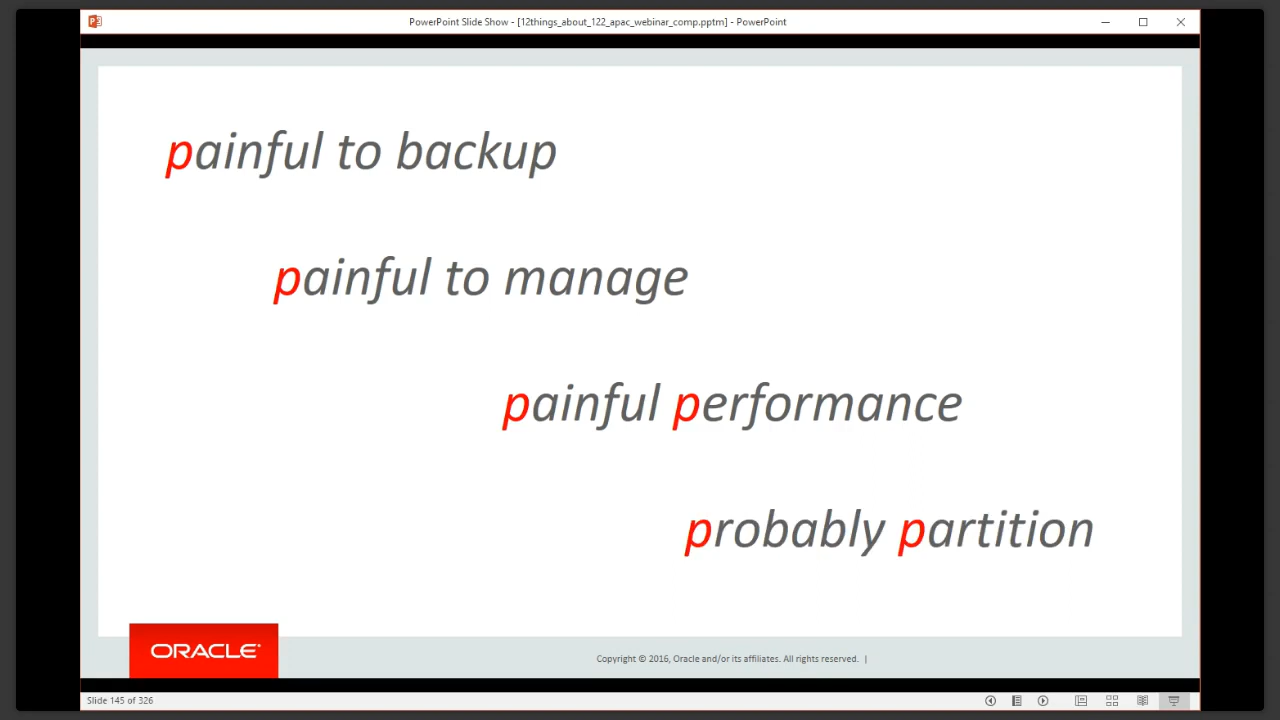 PowerPoint Slide Show - [12things_about_122_apac_webinar_comp.pptm] - PowerPoint
painful to backup
painful to manage
painful performance
probably partition
ORACLE®
Copyright © 2016, Oracle and/or its affiliates. All rights reserved. |
Slide 145 of 326